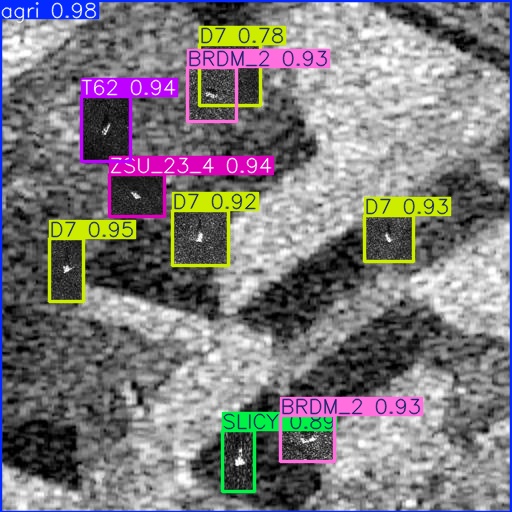 agri 0.98
D7 0.78
BRDM_2 0.93
T62 0.94
ZSU_23_4 0.94
D7 0.92
D7 0.93
D7 0.95
BRDM_2 0.93
SLICY 0.89